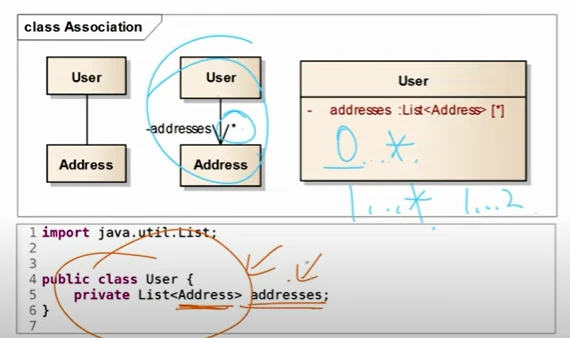 class Association
User
Address
User
-addresses *
Address
User
- addresses :List<Address> [*]
0...*
1...* 1...2
1 import java.util.List;
2
3
4 public class User {
5 private List<Address> addresses;
6 }
7